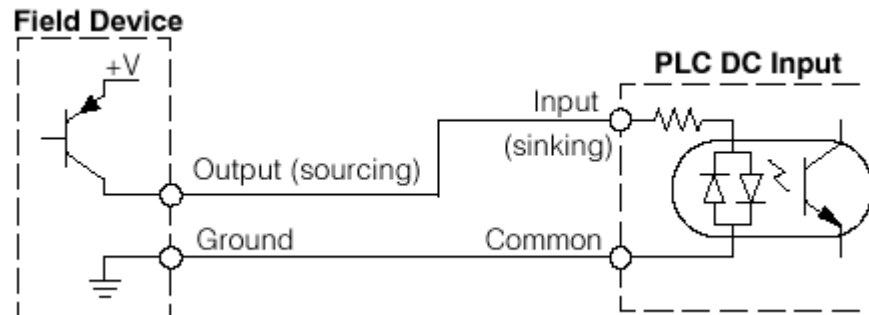 Field Device
+V
PLC DC Input
Input
(sinking)
Output (sourcing)
Ground
Common